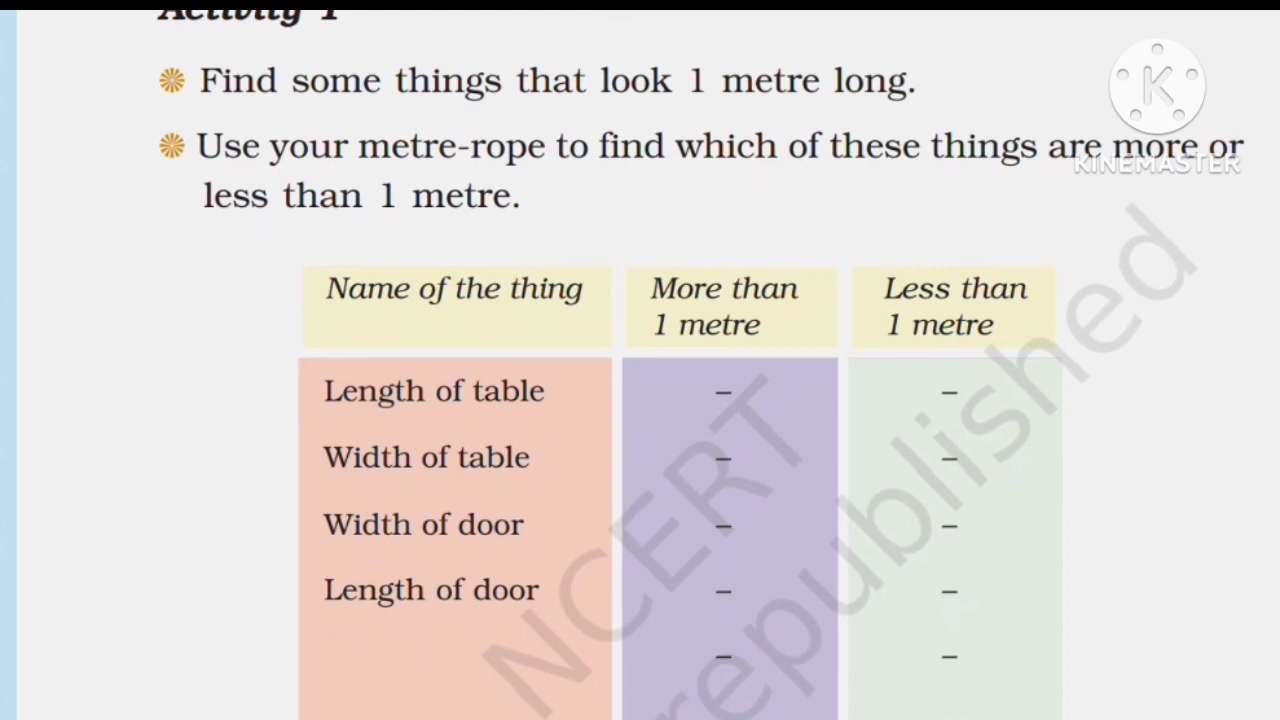 Activity 1
Find some things that look 1 metre long.
Use your metre-rope to find which of these things are more or
less than 1 metre.
K
KINEMASTER
Name of the thing More than 1 metre Less than 1 metre
Length of table – –
Width of table – –
Width of door – –
Length of door – –
– –
NCERT
republished